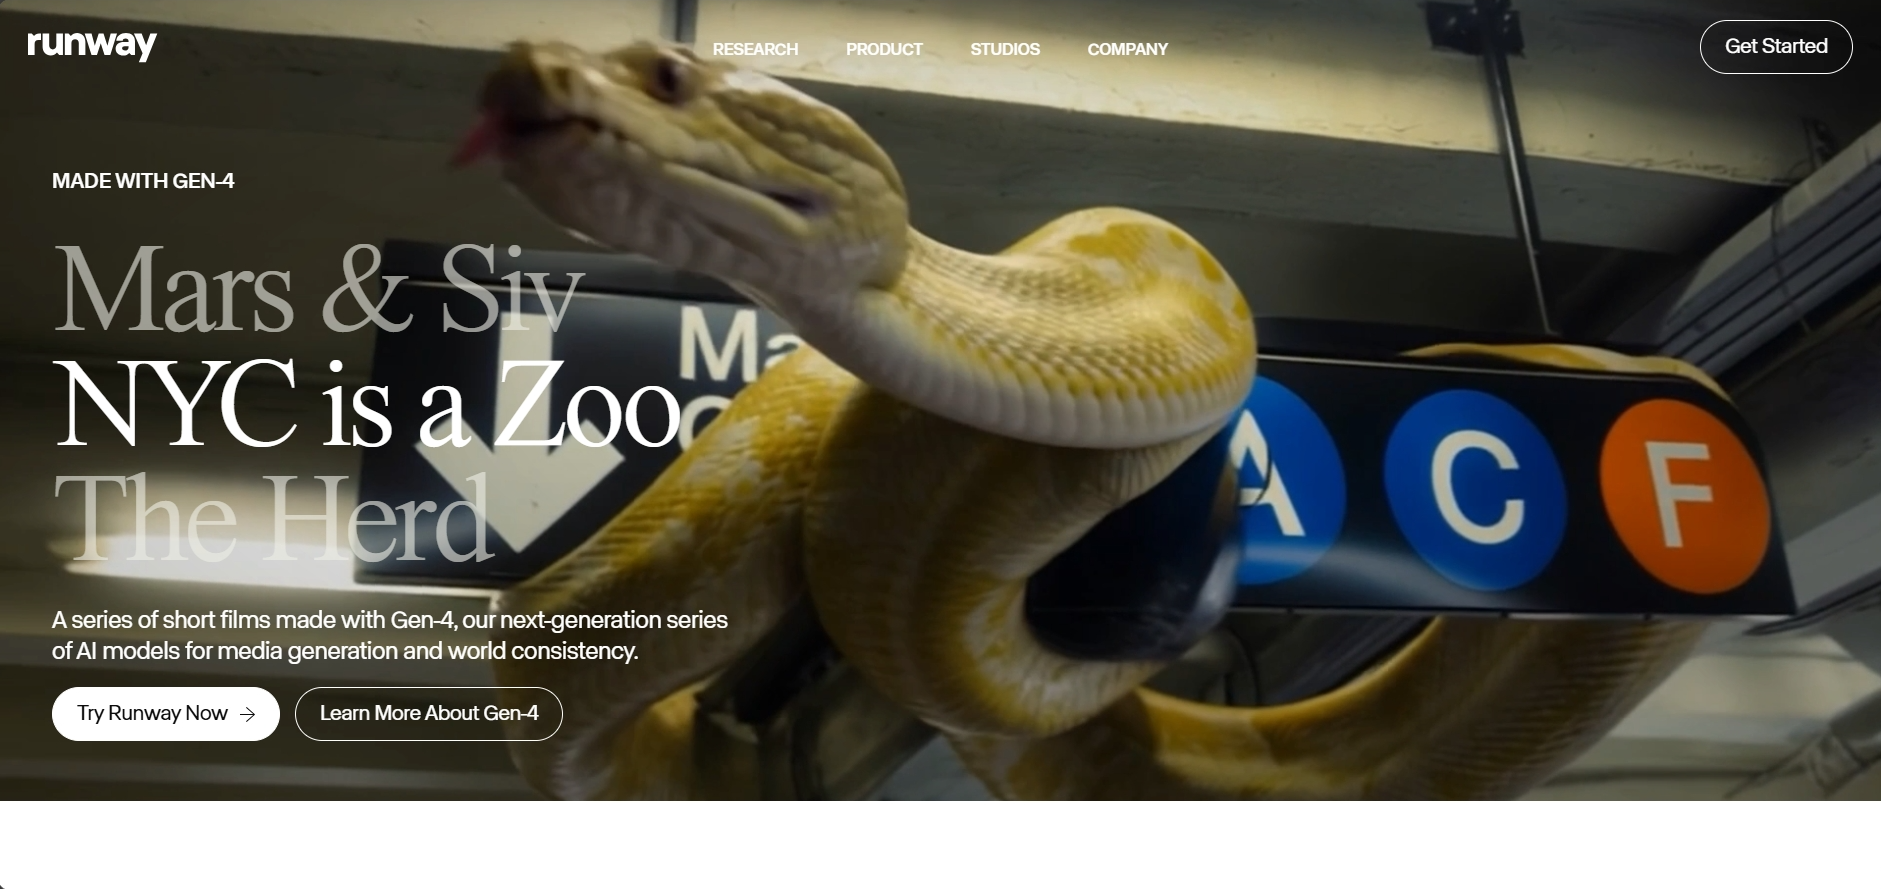 runway
RESEARCH
PRODUCT
STUDIOS
COMPANY
Get Started
MADE WITH GEN-4
Mars & Siv
NYC is a Zoo
The Herd
A series of short films made with Gen-4, our next-generation series
of AI models for media generation and world consistency.
Try Runway Now
Learn More About Gen-4
Ma
A C F